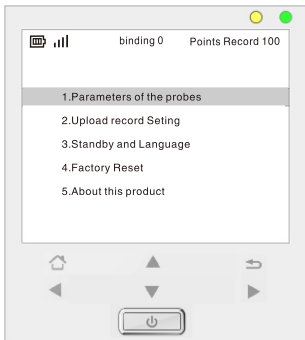 binding 0 Points Record 100
1.Parameters of the probes
2.Upload record Seting
3.Standby and Language
4.Factory Reset
5.About this product